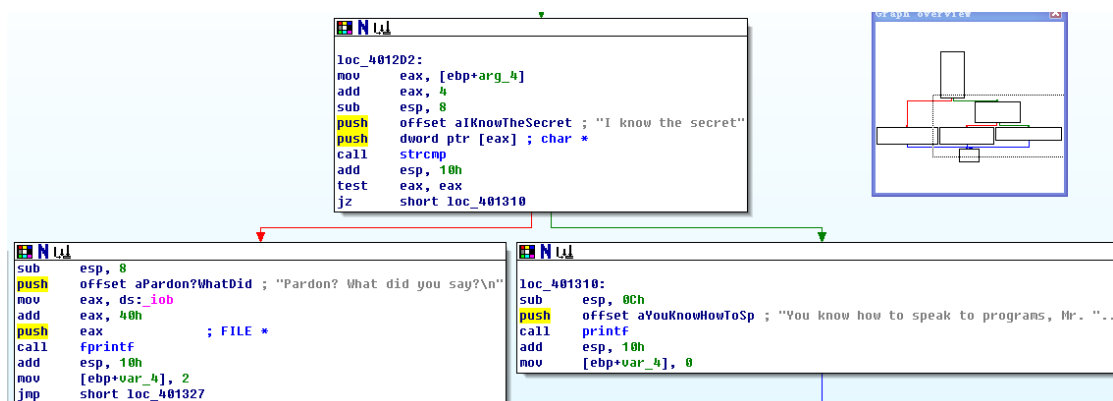 Graph overview
loc_4012D2:
mov eax, [ebp+arg_4]
add eax, 4
sub esp, 8
push offset aIKnowTheSecret ; "I know the secret"
push dword ptr [eax] ; char *
call strcmp
add esp, 10h
test eax, eax
jz short loc_401310
sub esp, 8
push offset aPardon?WhatDid ; "Pardon? What did you say?\n"
mov eax, ds:_iob
add eax, 40h
push eax ; FILE *
call fprintf
add esp, 10h
mov [ebp+var_4], 2
jmp short loc_401327
loc_401310:
sub esp, 0Ch
push offset aYouKnowHowToSp ; "You know how to speak to programs, Mr. "..
call printf
add esp, 10h
mov [ebp+var_4], 0